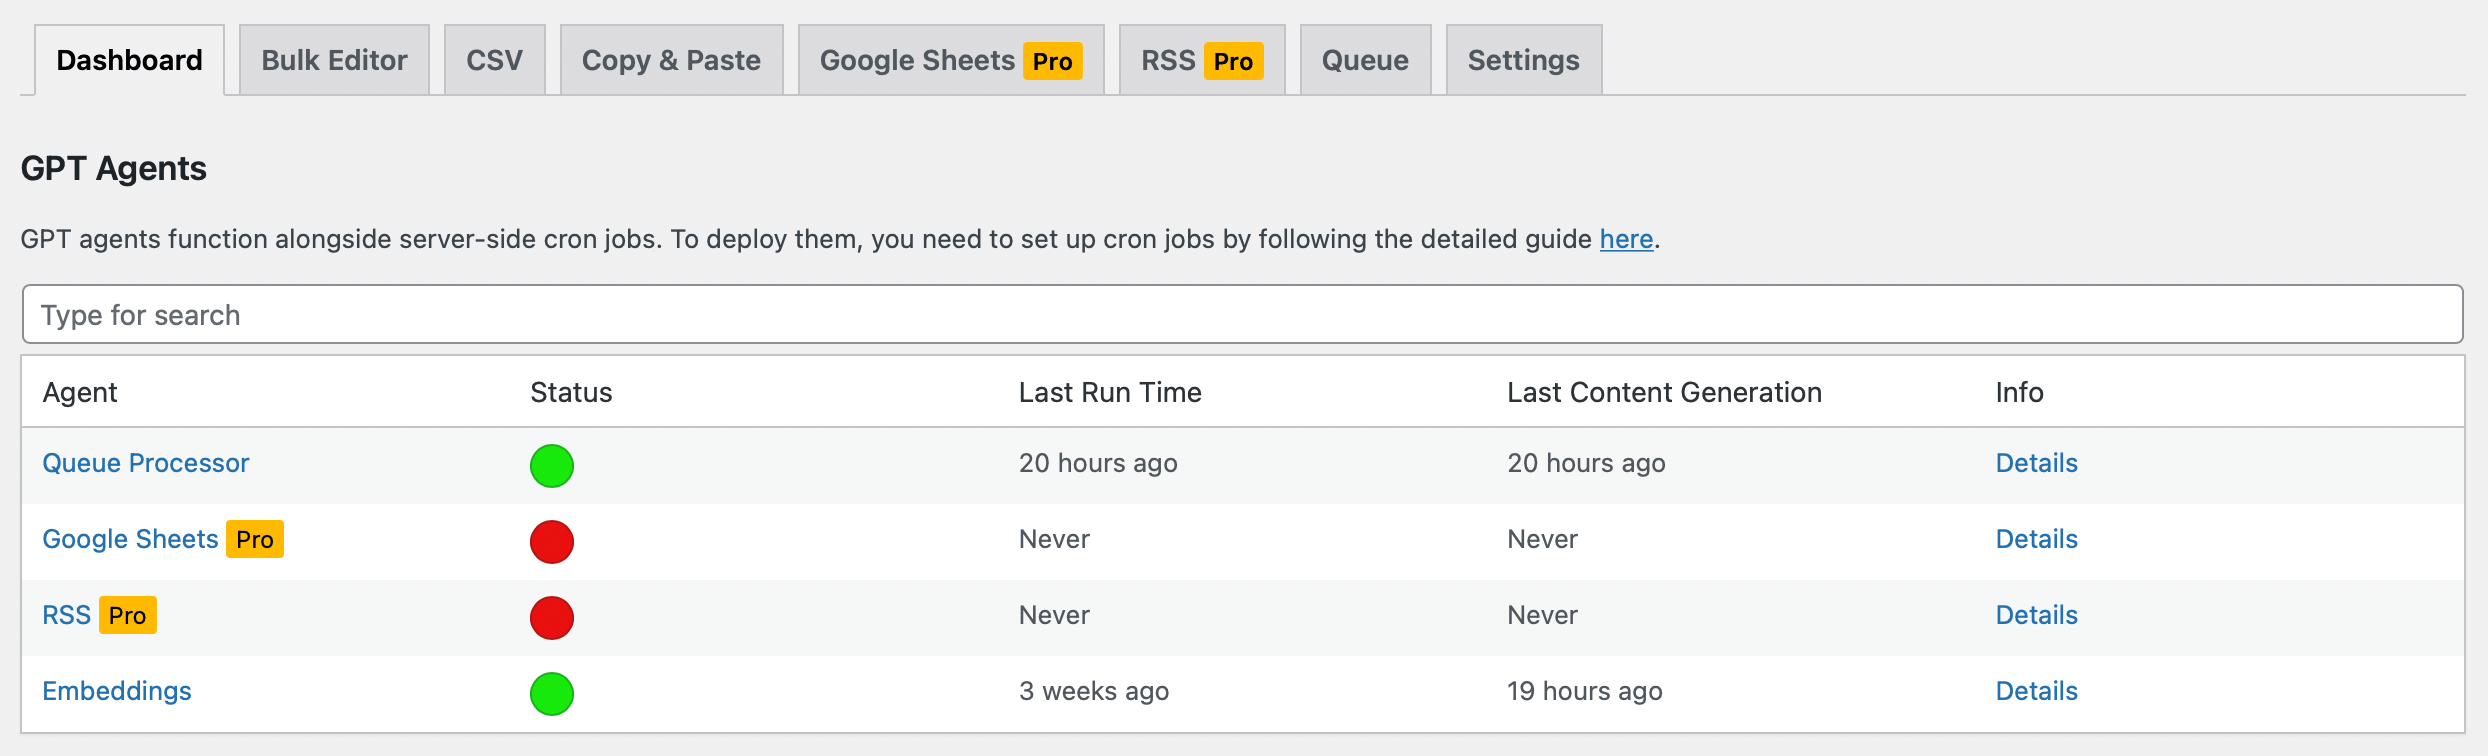 Dashboard Bulk Editor CSV Copy & Paste Google Sheets Pro RSS Pro Queue Settings
GPT Agents
GPT agents function alongside server-side cron jobs. To deploy them, you need to set up cron jobs by following the detailed guide here.
Type for search
Agent Status Last Run Time Last Content Generation Info
Queue Processor 20 hours ago 20 hours ago Details
Google Sheets Pro Never Never Details
RSS Pro Never Never Details
Embeddings 3 weeks ago 19 hours ago Details